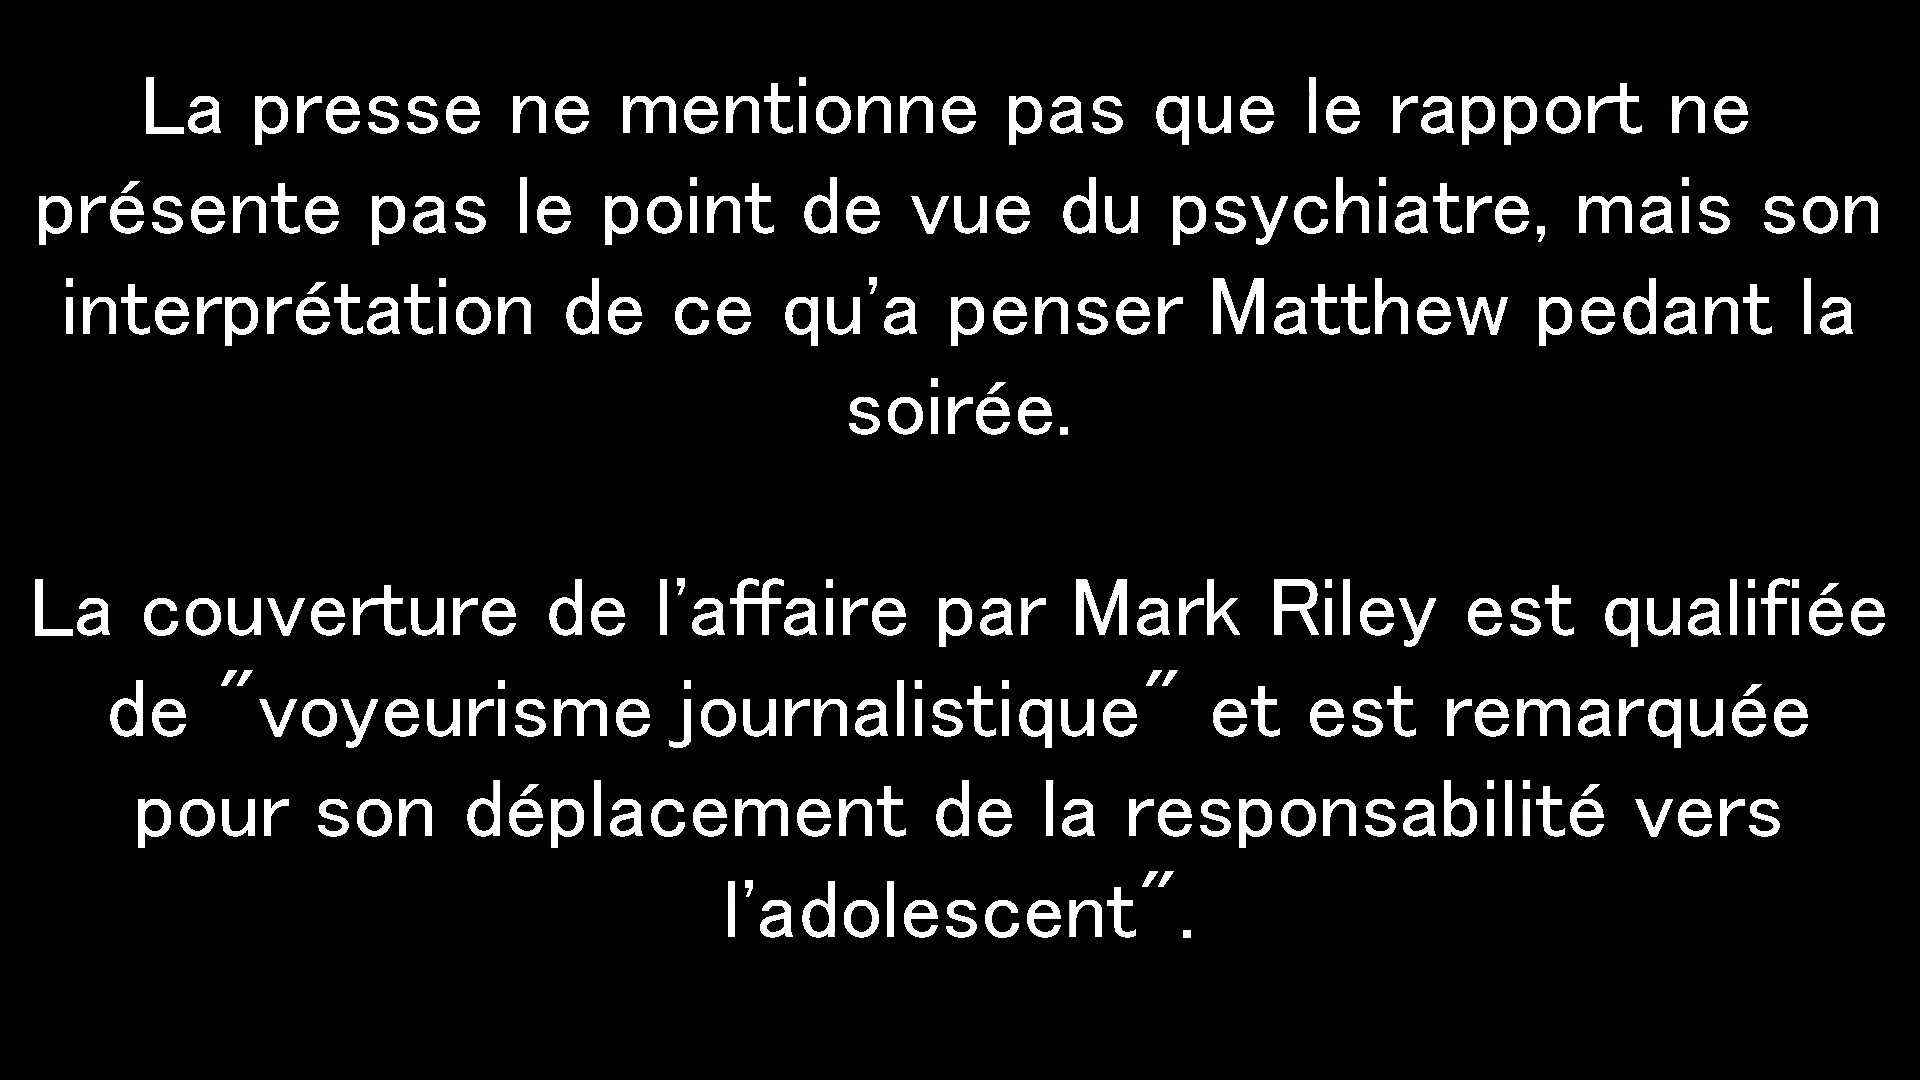 La presse ne mentionne pas que le rapport ne
présente pas le point de vue du psychiatre, mais son
interprétation de ce qu'a penser Matthew pedant la
soirée.
La couverture de l'affaire par Mark Riley est qualifiée
de "voyeurisme journalistique" et est remarquée
pour son déplacement de la responsabilité vers
l'adolescent".